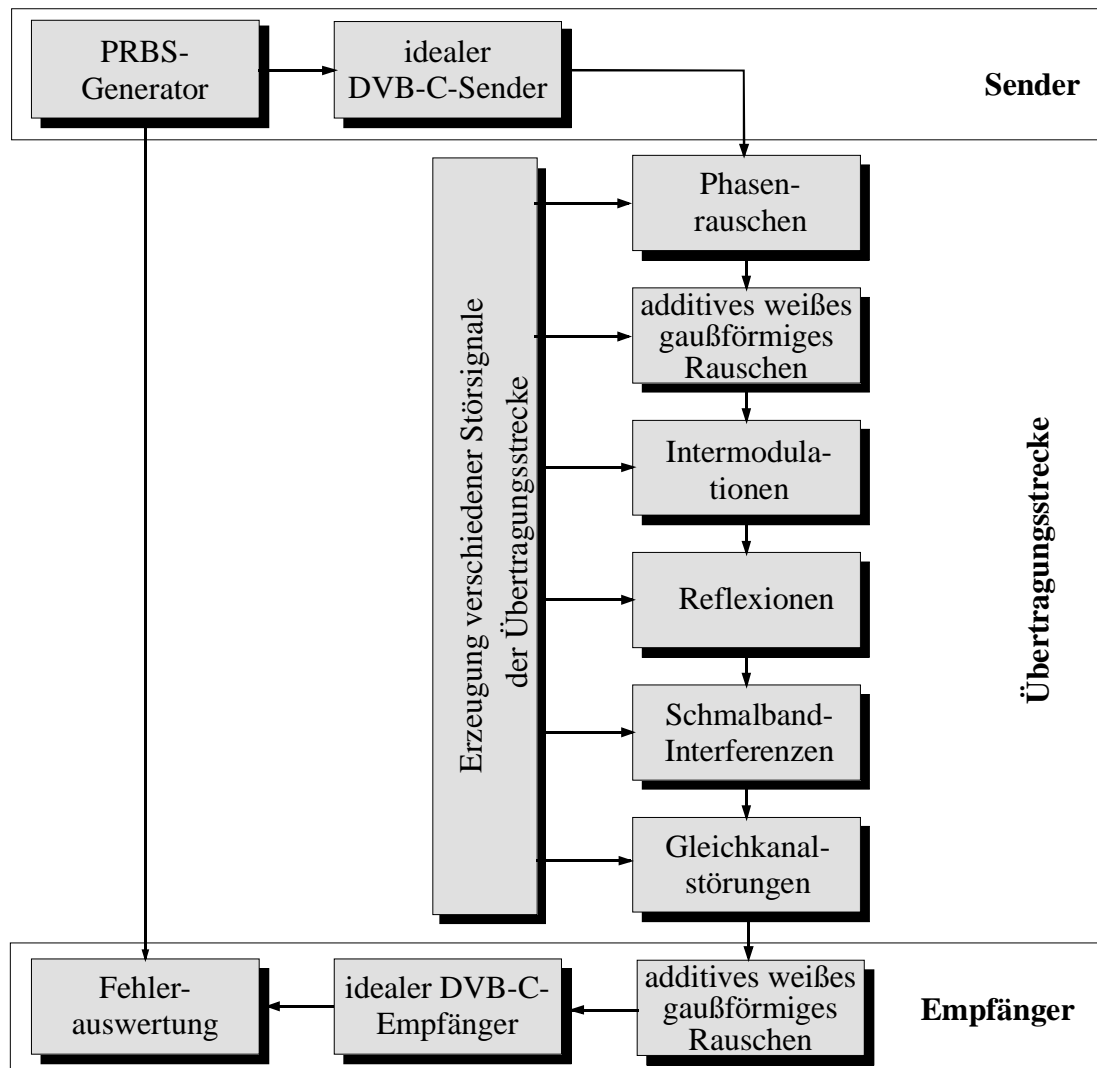 PRBS-
Generator
idealer
DVB-C-Sender
Sender
Phasen-
rauschen
additives weißes
gaußförmiges
Rauschen
Intermodula-
tionen
Reflexionen
Schmalband-
Interferenzen
Gleichkanal-
störungen
Erzeugung verschiedener Störsignale
der Übertragungsstrecke
Übertragungsstrecke
Fehler-
auswertung
idealer DVB-C-
Empfänger
additives weißes
gaußförmiges
Rauschen
Empfänger